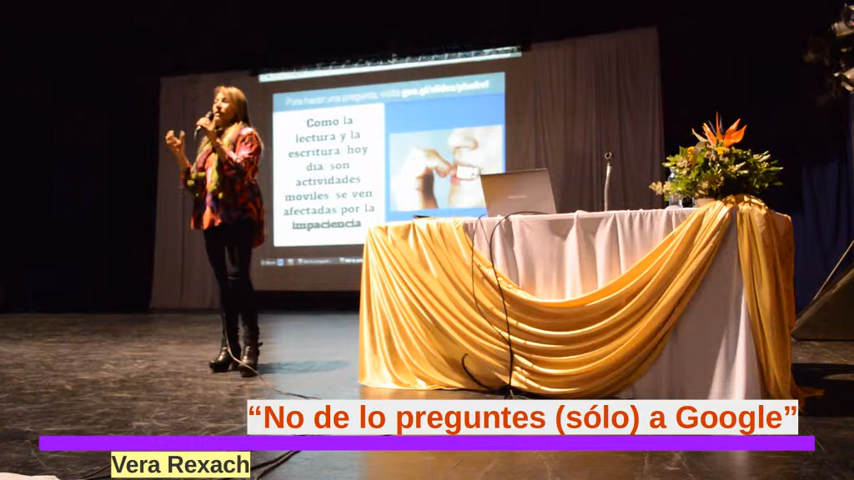 Para hacer una pregunta, visita
Como la
lectura y la
escritura hoy
día, son
actividades
moviles, se ven
afectadas por la
impaciencia
“No de lo preguntes (sólo) a Google”
Vera Rexach